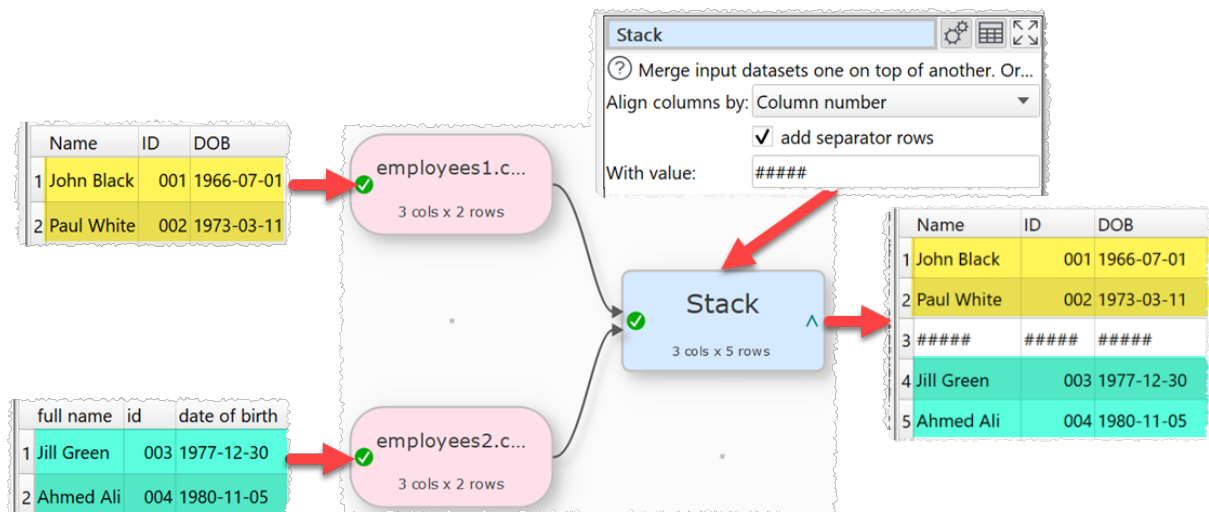 Stack
? Merge input datasets one on top of another. Or...
Align columns by: Column number
add separator rows
With value: #####
Name ID DOB
1 John Black 001 1966-07-01
2 Paul White 002 1973-03-11
employees1.c...
3 cols x 2 rows
Stack
3 cols x 5 rows
Name ID DOB
1 John Black 001 1966-07-01
2 Paul White 002 1973-03-11
3 ##### ##### #####
4 Jill Green 003 1977-12-30
5 Ahmed Ali 004 1980-11-05
full name id date of birth
1 Jill Green 003 1977-12-30
2 Ahmed Ali 004 1980-11-05
employees2.c...
3 cols x 2 rows